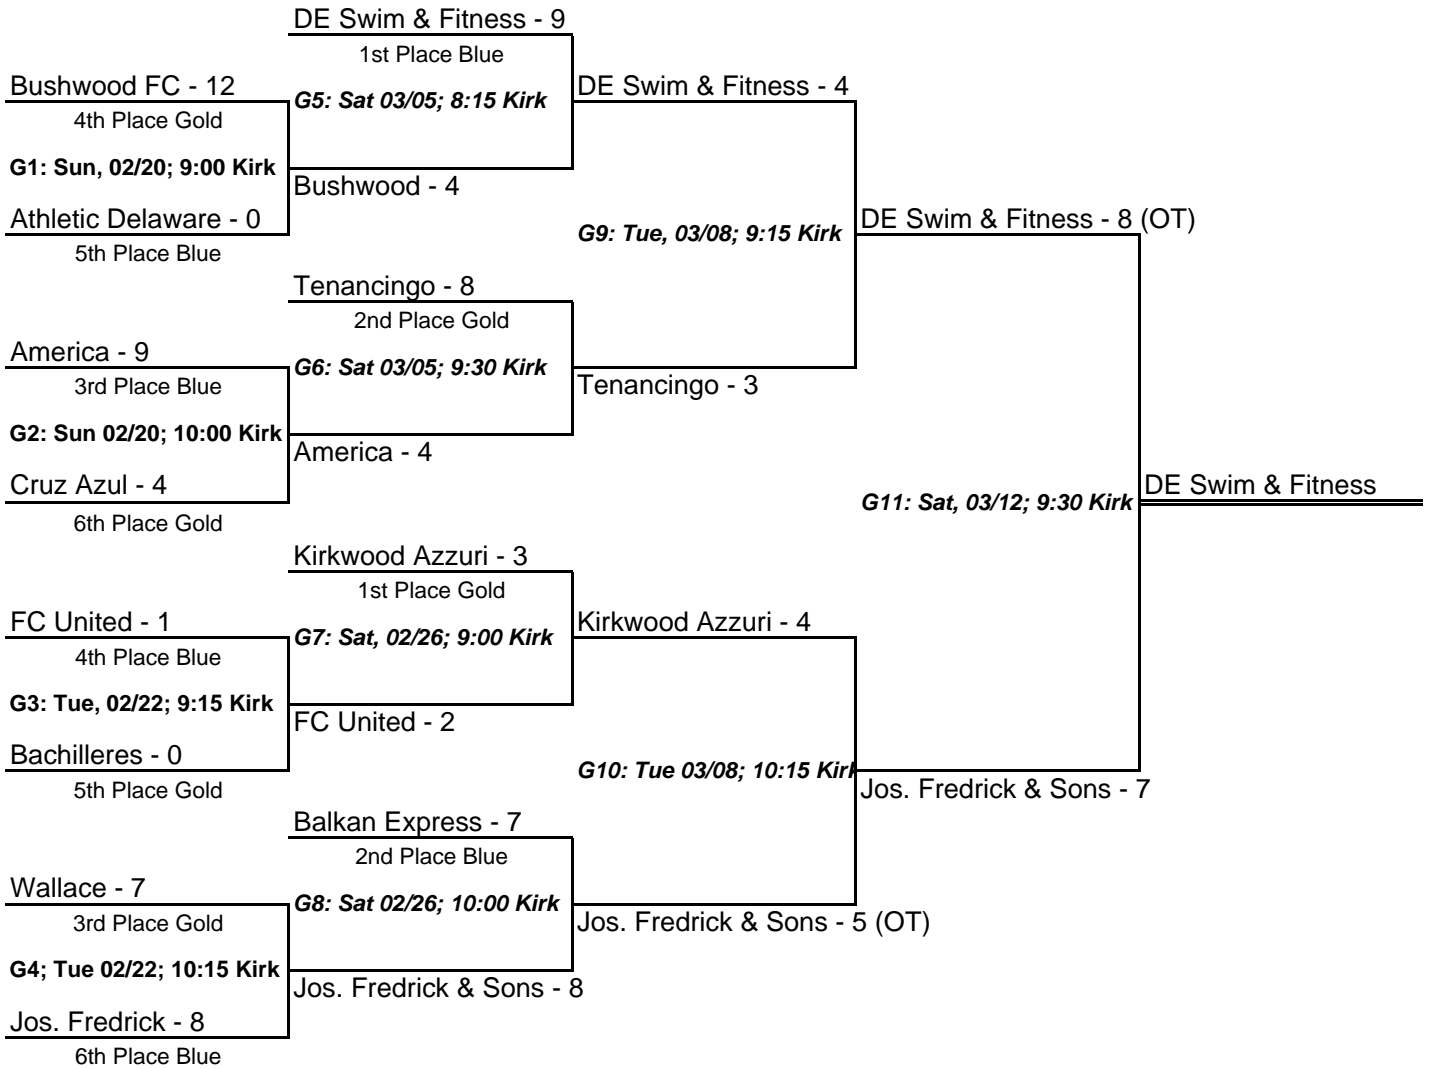 DE Swim & Fitness - 9
1st Place Blue
Bushwood FC - 12
4th Place Gold
G5: Sat 03/05; 8:15 Kirk
DE Swim & Fitness - 4
G1: Sun, 02/20; 9:00 Kirk
Bushwood - 4
Athletic Delaware - 0
5th Place Blue
G9: Tue, 03/08; 9:15 Kirk
DE Swim & Fitness - 8 (OT)
Tenancingo - 8
2nd Place Gold
America - 9
3rd Place Blue
G6: Sat 03/05; 9:30 Kirk
Tenancingo - 3
G2: Sun 02/20; 10:00 Kirk
America - 4
Cruz Azul - 4
6th Place Gold
G11: Sat, 03/12; 9:30 Kirk
DE Swim & Fitness
Kirkwood Azzuri - 3
1st Place Gold
FC United - 1
4th Place Blue
G7: Sat, 02/26; 9:00 Kirk
Kirkwood Azzuri - 4
G3: Tue, 02/22; 9:15 Kirk
FC United - 2
Bachilleres - 0
5th Place Gold
G10: Tue 03/08; 10:15 Kirk
Jos. Fredrick & Sons - 7
Balkan Express - 7
2nd Place Blue
Wallace - 7
3rd Place Gold
G8: Sat 02/26; 10:00 Kirk
Jos. Fredrick & Sons - 5 (OT)
G4; Tue 02/22; 10:15 Kirk
Jos. Fredrick & Sons - 8
Jos. Fredrick - 8
6th Place Blue